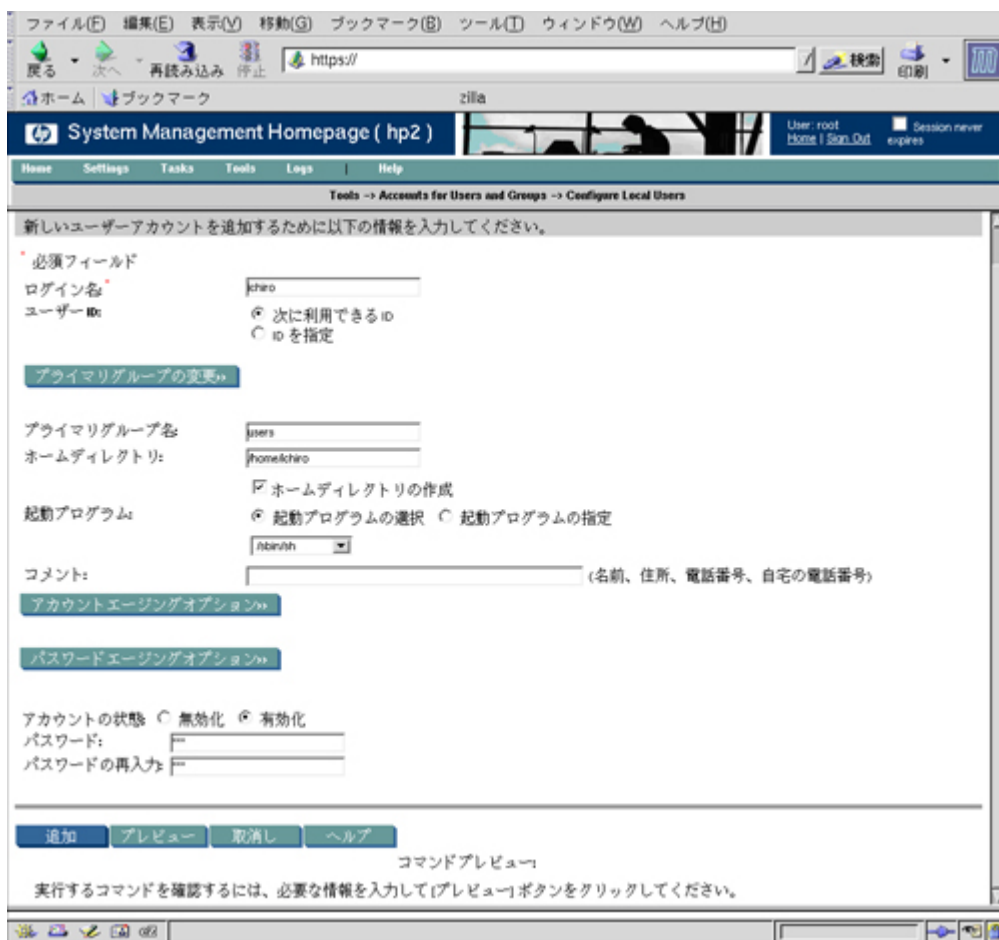 ファイル(F) 編集(E) 表示(V) 移動(G) ブックマーク(B) ツール(T) ウィンドウ(W) ヘルプ(H)
戻る 次へ 再読み込み 停止 https:// 検索 印刷
ホーム ブックマーク zilla
System Management Homepage ( hp2 ) User: root Session never
Home | Sign Out expires
Home Settings Tasks Tools Logs | Help
Tools -> Accounts for Users and Groups -> Configure Local Users
新しいユーザーアカウントを追加するために以下の情報を入力してください。
* 必須フィールド
ログイン名:* ichiro
ユーザー ID: 次に利用できる ID
ID を指定
プライマリグループの変更>>
プライマリグループ名: users
ホームディレクトリ: /home/ichiro
ホームディレクトリの作成
起動プログラム: 起動プログラムの選択 起動プログラムの指定
/sbin/sh
コメント: (名前、住所、電話番号、自宅の電話番号)
アカウントエージングオプション>>
パスワードエージングオプション>>
アカウントの状態: 無効化 有効化
パスワード: ***
パスワードの再入力: ***
追加 プレビュー 取消し ヘルプ
コマンドプレビュー:
実行するコマンドを確認するには、必要な情報を入力して[プレビュー]ボタンをクリックしてください。